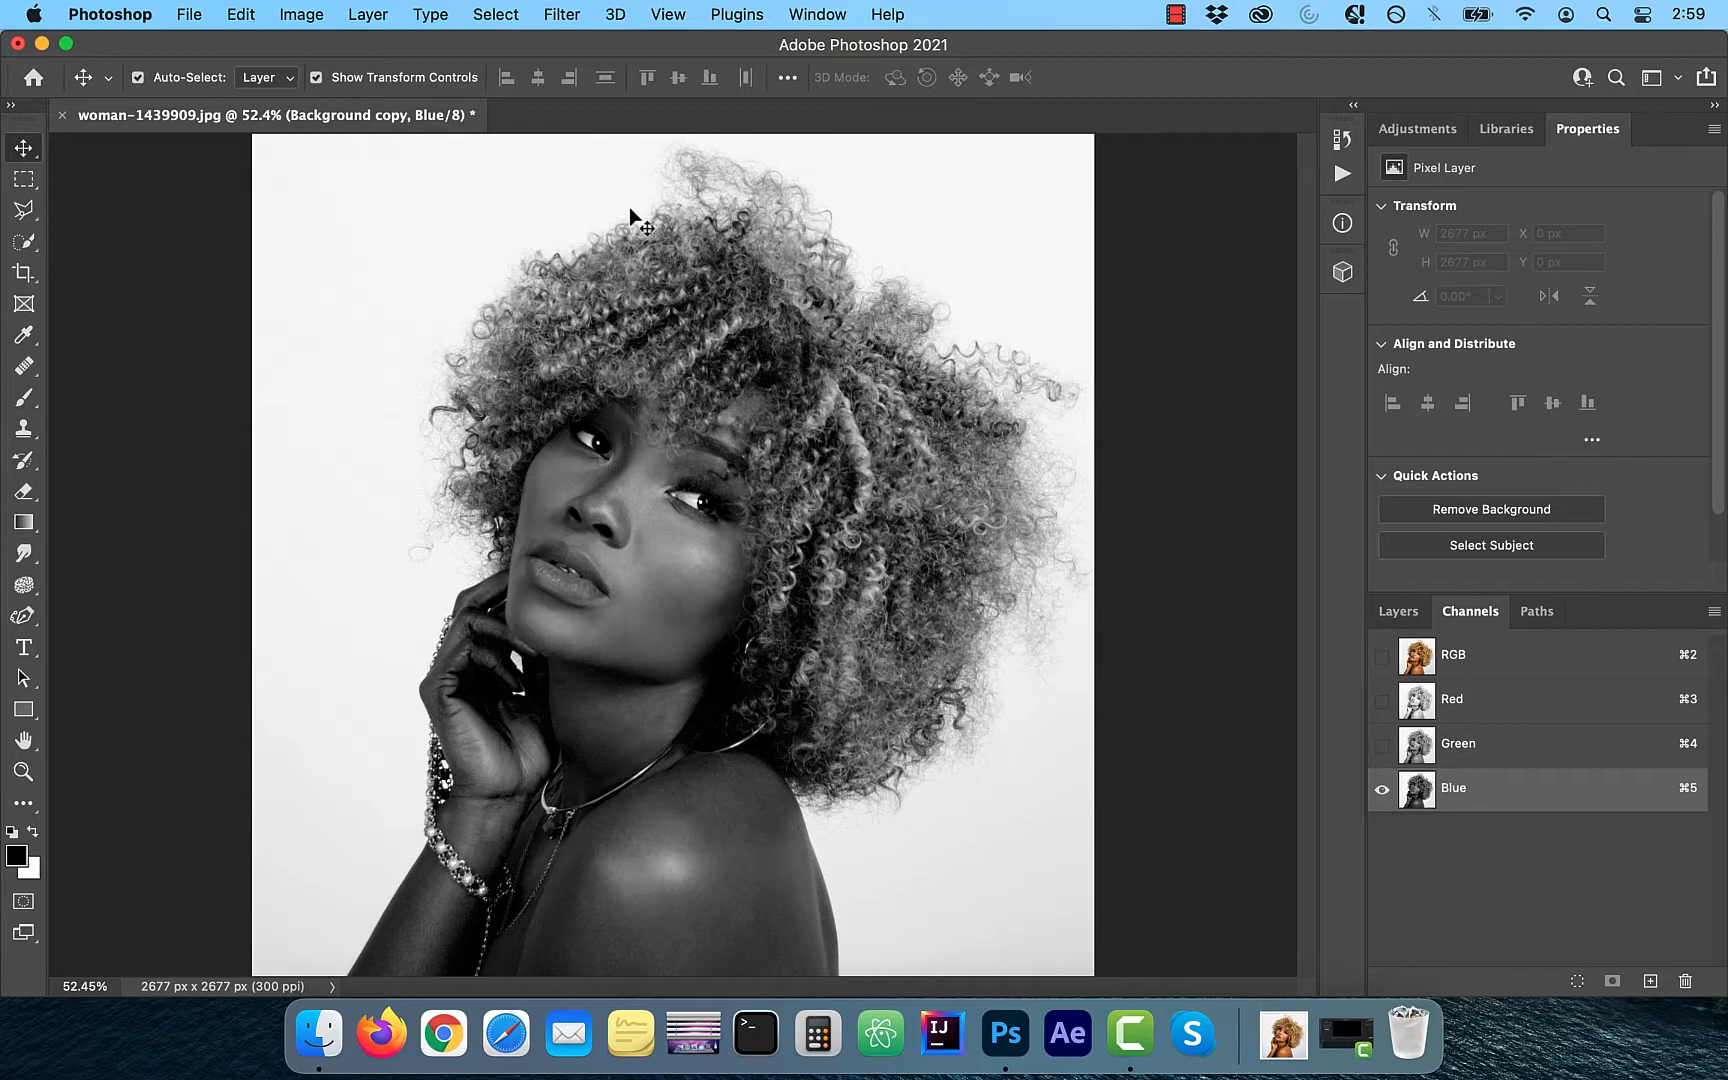 Photoshop File Edit Image Layer Type Select Filter 3D View Plugins Window Help 2:59
Adobe Photoshop 2021
Auto-Select: Layer Show Transform Controls 3D Mode:
woman-1439909.jpg @ 52.4% (Background copy, Blue/8) *
Adjustments Libraries Properties
Pixel Layer
Transform
W 2677 px X 0 px
H 2677 px Y 0 px
0.00°
Align and Distribute
Align:
Quick Actions
Remove Background
Select Subject
Layers Channels Paths
RGB ⌘2
Red ⌘3
Green ⌘4
Blue ⌘5
52.45% 2677 px x 2677 px (300 ppi)
IJ
Ps
Ae